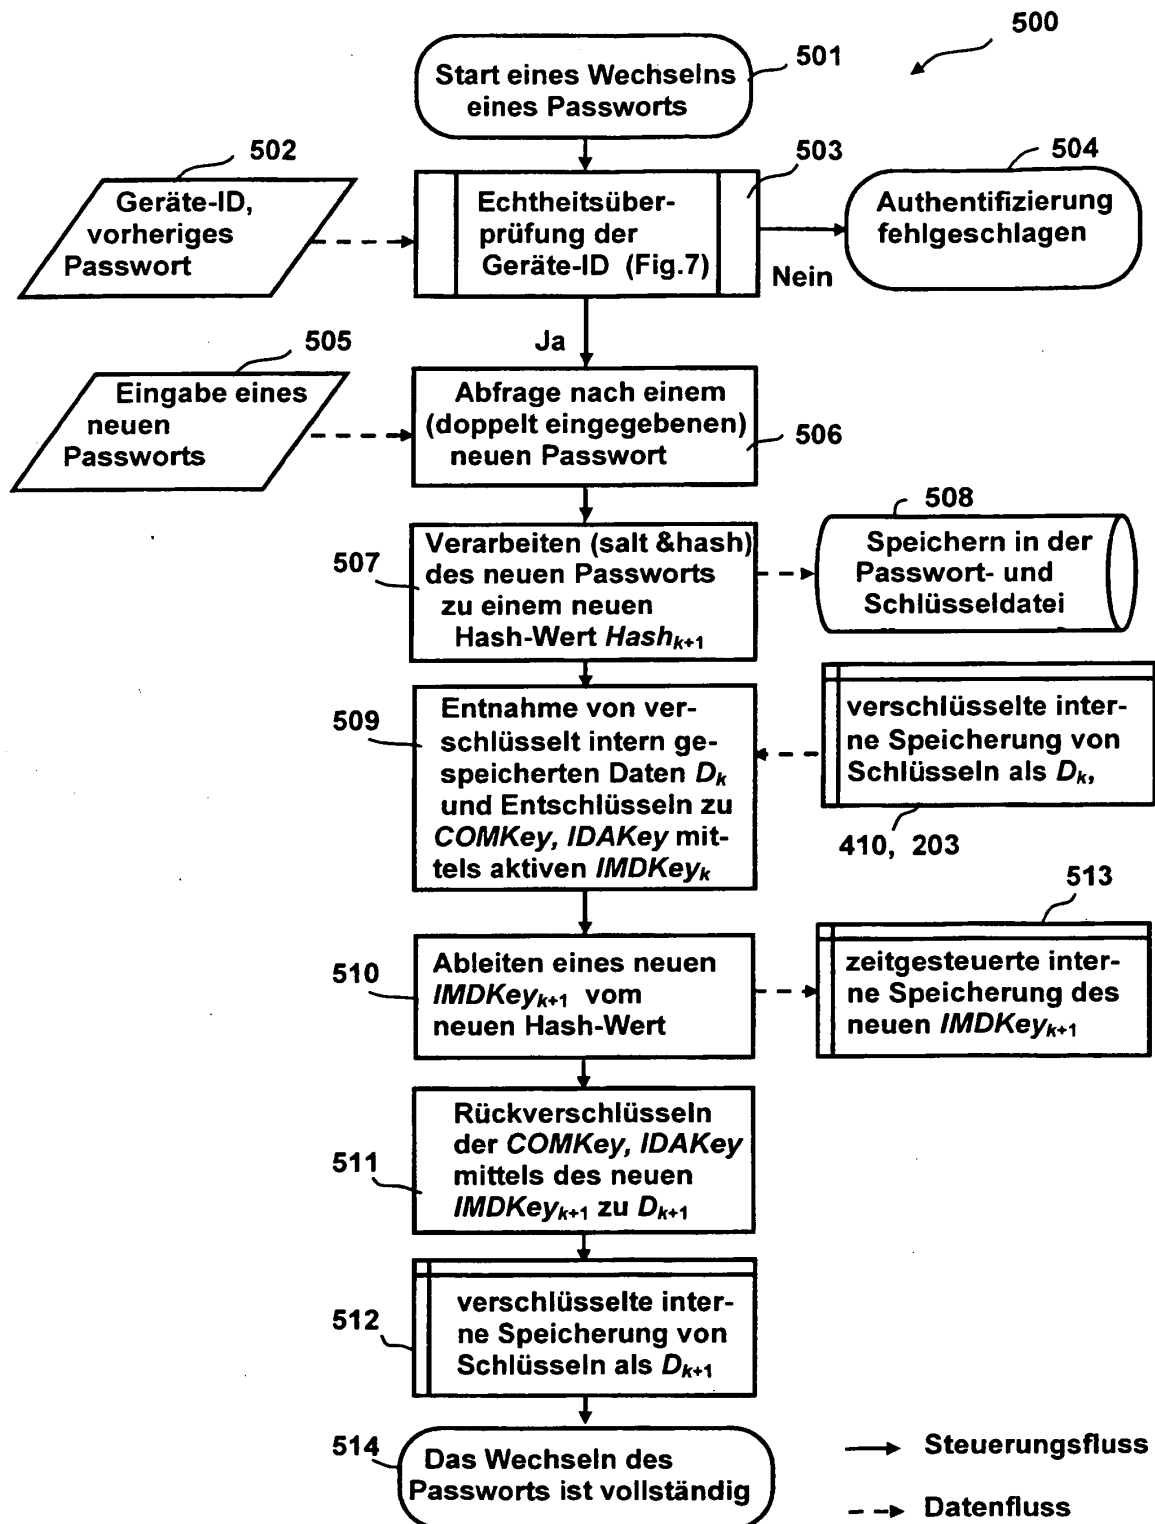 500
501
Start eines Wechselns
eines Passworts
502
503
504
Geräte-ID,
vorheriges
Passwort
Echtheitsüber-
prüfung der
Geräte-ID (Fig.7)
Authentifizierung
fehlgeschlagen
Nein
Ja
505
Eingabe eines
neuen
Passworts
Abfrage nach einem
(doppelt eingegebenen)
neuen Passwort
506
507
Verarbeiten (salt &hash)
des neuen Passworts
zu einem neuen
Hash-Wert Hashk+1
508
Speichern in der
Passwort- und
Schlüsseldatei
509
Entnahme von ver-
schlüsselt intern ge-
speicherten Daten Dk
und Entschlüsseln zu
COMKey, IDAKey mit-
tels aktiven IMDKeyk
verschlüsselte inter-
ne Speicherung von
Schlüsseln als Dk,
410, 203
510
Ableiten eines neuen
IMDKeyk+1 vom
neuen Hash-Wert
513
zeitgesteuerte inter-
ne Speicherung des
neuen IMDKeyk+1
511
Rückverschlüsseln
der COMKey, IDAKey
mittels des neuen
IMDKeyk+1 zu Dk+1
512
verschlüsselte inter-
ne Speicherung von
Schlüsseln als Dk+1
514
Das Wechseln des
Passworts ist vollständig
Steuerungsfluss
Datenfluss